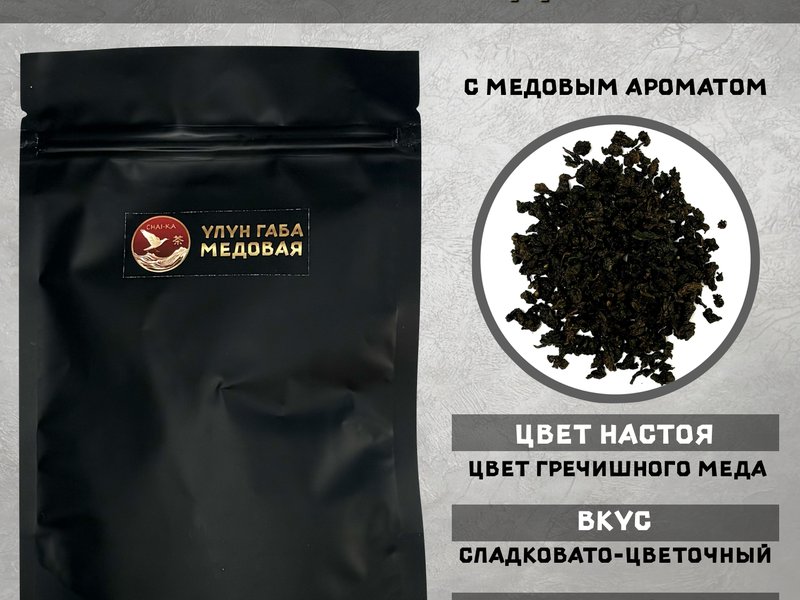 С МЕДОВЫМ АРОМАТОМ
CHAI-KA
茶
УЛУН ГАБА
МЕДОВАЯ
ЦВЕТ НАСТОЯ
ЦВЕТ ГРЕЧИШНОГО МЕДА
ВКУС
СЛАДКОВАТО-ЦВЕТОЧНЫЙ